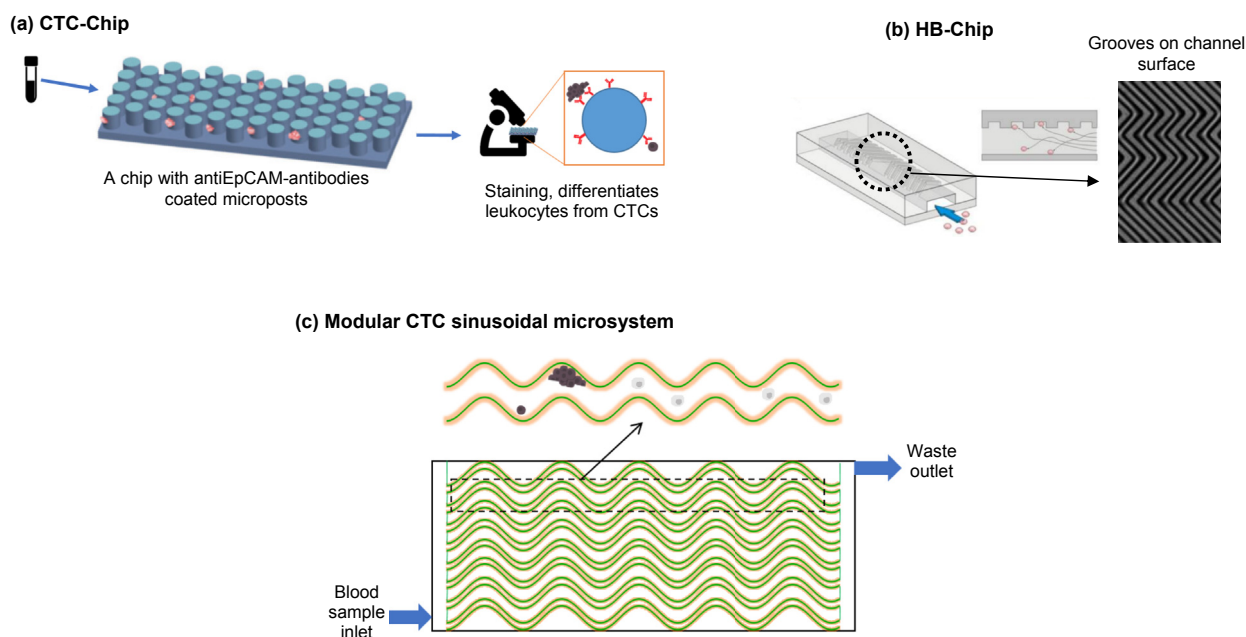 (a) CTC-Chip
A chip with antiEpCAM-antibodies
coated microposts
Staining, differentiates
leukocytes from CTCs
(b) HB-Chip
Grooves on channel
surface
(c) Modular CTC sinusoidal microsystem
Waste
outlet
Blood
sample
inlet